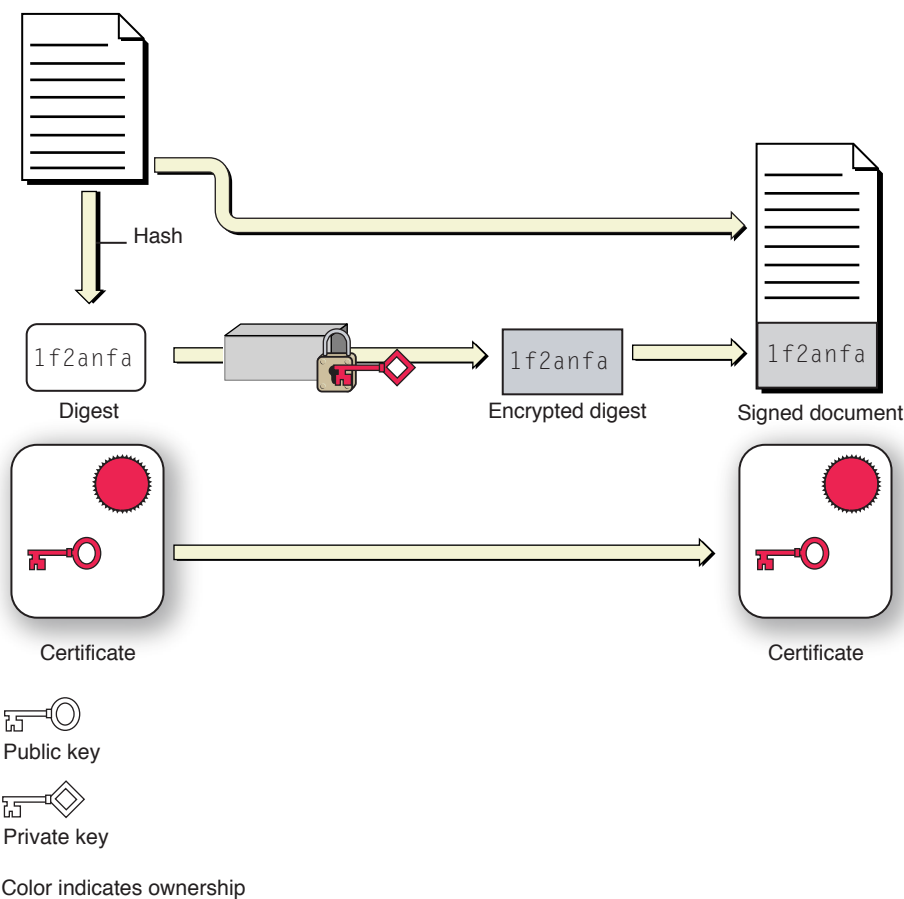 Hash
1f2anfa
1f2anfa
1f2anfa
Digest
Encrypted digest
Signed document
Certificate
Certificate
Public key
Private key
Color indicates ownership